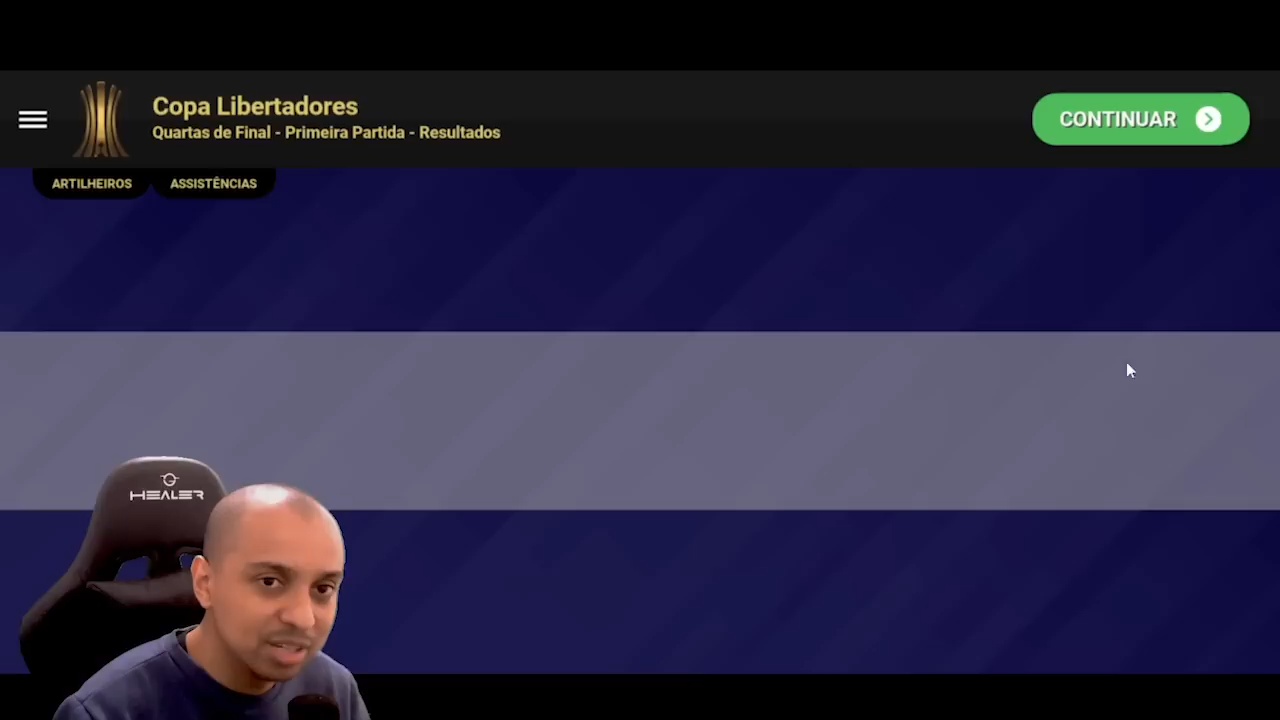 Copa Libertadores
Quartas de Final - Primeira Partida - Resultados
CONTINUAR
ARTILHEIROS
ASSISTÊNCIAS
HEALER